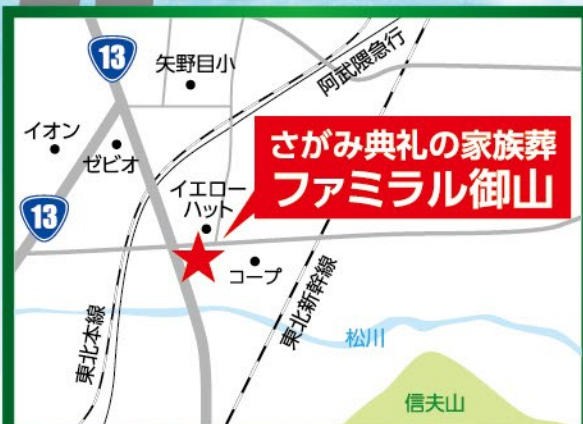 13
矢野目小
阿武隈急行
イオン
ゼビオ
さがみ典礼の家族葬
ファミラル御山
13
イエロー
ハット
コープ
東北本線
東北新幹線
松川
信夫山